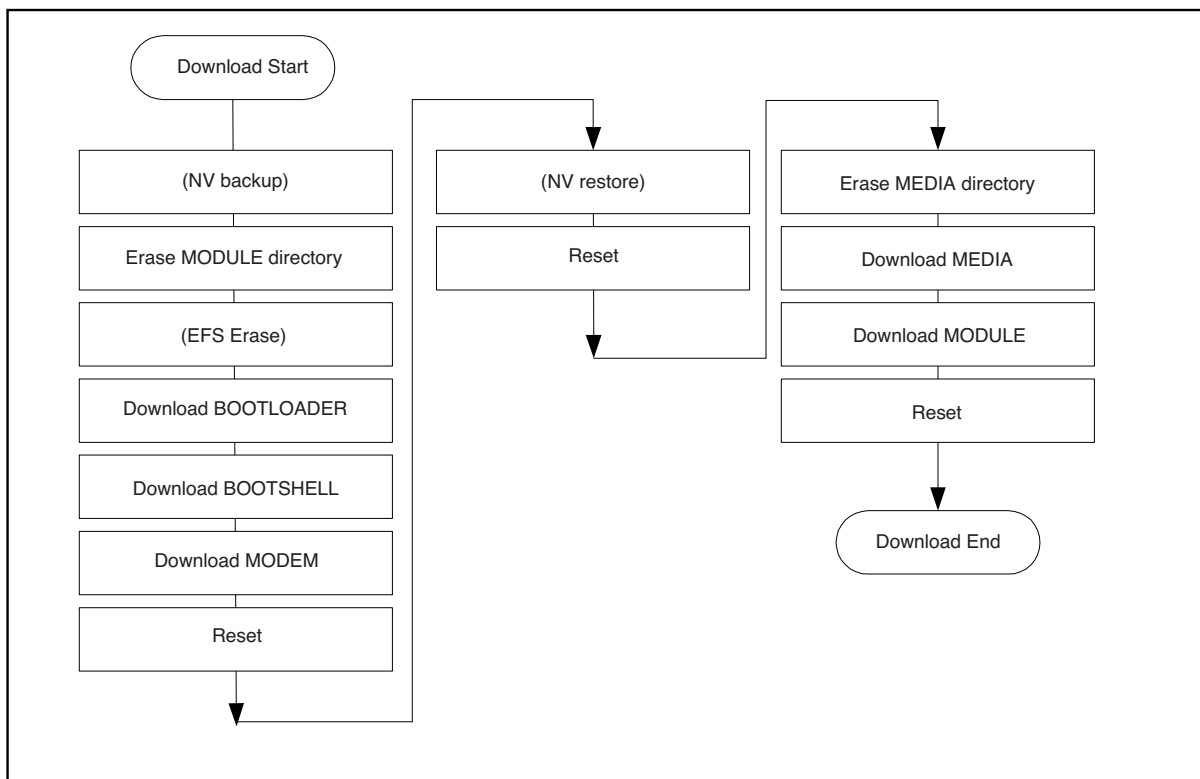 Download Start
(NV backup)
Erase MODULE directory
(EFS Erase)
Download BOOTLOADER
Download BOOTSHELL
Download MODEM
Reset
(NV restore)
Reset
Erase MEDIA directory
Download MEDIA
Download MODULE
Reset
Download End